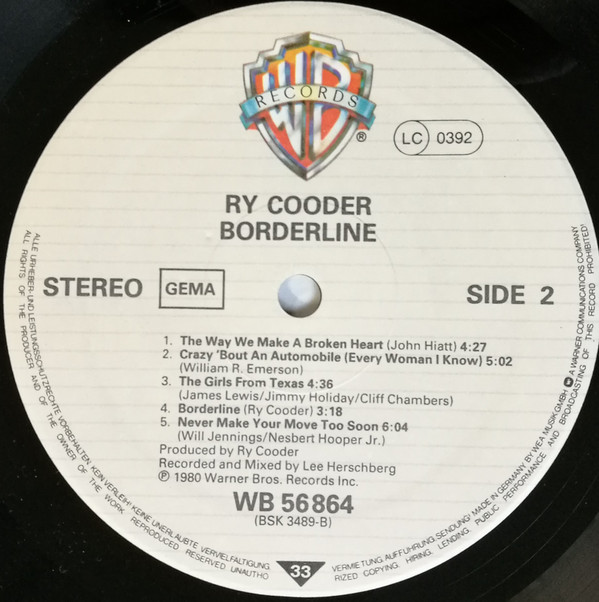 WB
RECORDS
®
LC 0392
RY COODER
BORDERLINE
STEREO
GEMA
SIDE 2
1. The Way We Make A Broken Heart (John Hiatt) 4:27
2. Crazy 'Bout An Automobile (Every Woman I Know) 5:02
(William R. Emerson)
3. The Girls From Texas 4:36
(James Lewis/Jimmy Holiday/Cliff Chambers)
4. Borderline (Ry Cooder) 3:18
5. Never Make Your Move Too Soon 6:04
(Will Jennings/Nesbert Hooper Jr.)
Produced by Ry Cooder
Recorded and Mixed by Lee Herschberg
℗ 1980 Warner Bros. Records Inc.
WB 56 864
(BSK 3489-B)
33
ALLE URHEBER- UND LEISTUNGSSCHUTZRECHTE VORBEHALTEN. KEIN VERLEIH! KEINE UNERLAUBTE VERVIELFÄLTIGUNG, VERMIETUNG, AUFFÜHRUNG, SENDUNG! MADE IN GERMANY BY WEA MUSIK GMBH A WARNER COMMUNICATIONS COMPANY
ALL RIGHTS OF THE PRODUCER AND OF THE OWNER OF THE WORK REPRODUCED RESERVED UNAUTHORIZED COPYING, HIRING, LENDING, PUBLIC PERFORMANCE AND BROADCASTING OF THIS RECORD PROHIBITED!